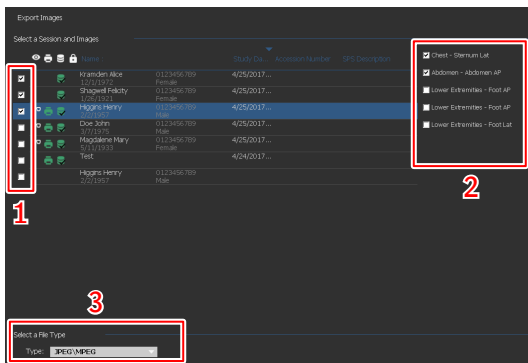 Export Images
Select a Session and Images
Name Study Da... Accession Number SPS Description
Kramden Alice 0123456789 4/25/2017...
12/1/1972 Female
Shagwell Felicity 0123456789 4/25/2017...
1/26/1921 Female
Higgins Henry 0123456789 4/25/2017...
2/2/1957 Male
Doe John 0123456789 4/25/2017...
3/7/1975 Male
Magdalene Mary 0123456789 4/25/2017...
5/11/1933 Female
Test 4/24/2017...
Higgins Henry 0123456789
2/2/1957 Male
1
Chest - Sternum Lat
Abdomen - Abdomen AP
Lower Extremities - Foot AP
Lower Extremities - Foot AP
Lower Extremities - Foot Lat
2
3
Select a File Type
Type: JPEG\MPEG